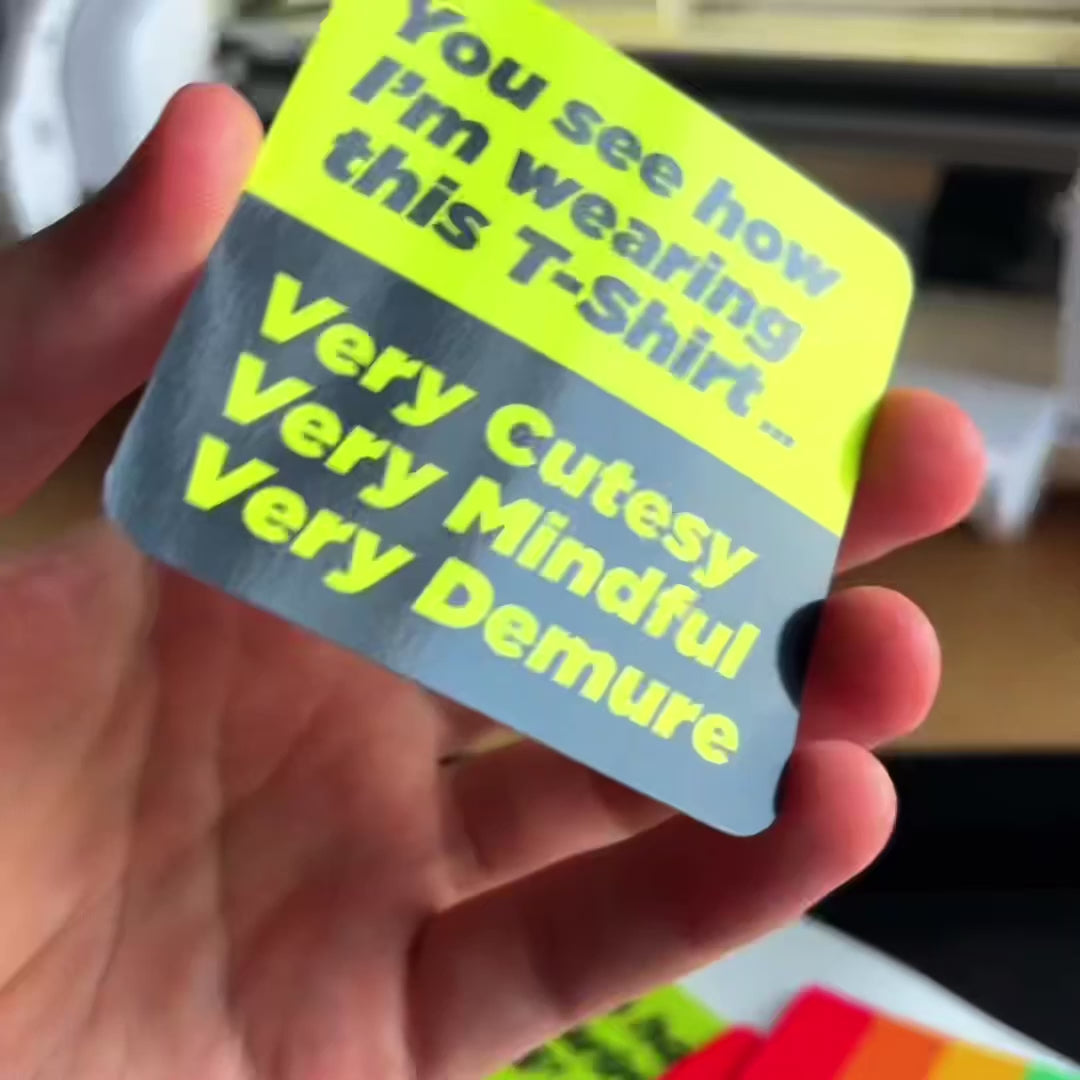 You see how
I'm wearing
this T-Shirt...
Very Cutesy
Very Mindful
Very Demure